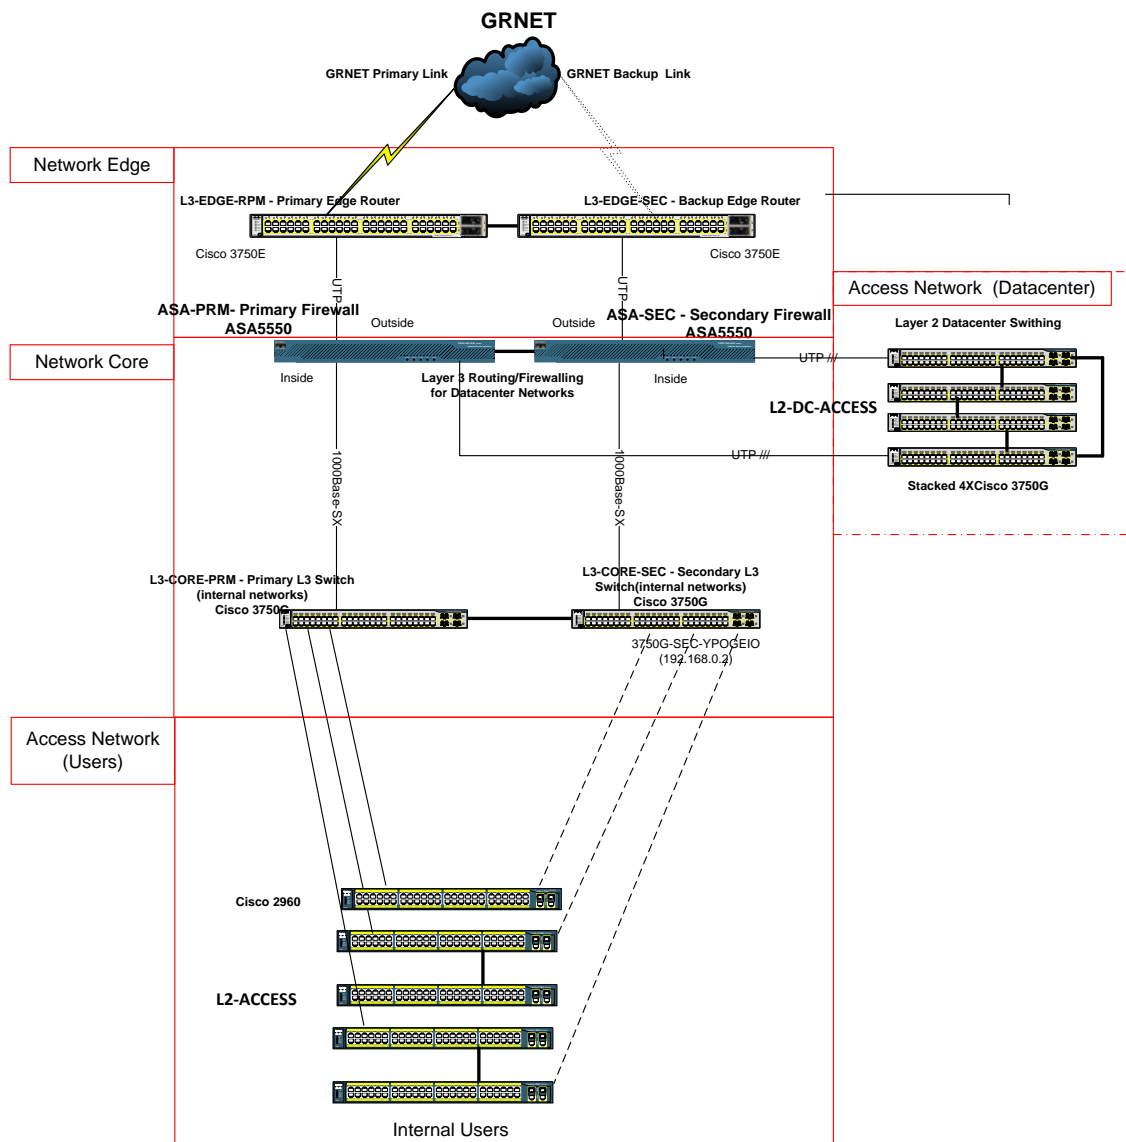 GRNET
GRNET Primary Link
GRNET Backup Link
Network Edge
L3-EDGE-RPM - Primary Edge Router
L3-EDGE-SEC - Backup Edge Router
Cisco 3750E
Cisco 3750E
UTP
UTP
Access Network (Datacenter)
ASA-PRM- Primary Firewall
ASA5550
Outside
Outside
ASA-SEC - Secondary Firewall
ASA5550
Layer 2 Datacenter Swithing
Network Core
Inside
Layer 3 Routing/Firewalling
for Datacenter Networks
Inside
UTP ///
L2-DC-ACCESS
UTP ///
Stacked 4XCisco 3750G
1000Base-SX
1000Base-SX
L3-CORE-PRM - Primary L3 Switch
(internal networks)
Cisco 3750G
L3-CORE-SEC - Secondary L3
Switch(internal networks)
Cisco 3750G
3750G-SEC-YPOGEIO
(192.168.0.2)
Access Network
(Users)
Cisco 2960
L2-ACCESS
Internal Users